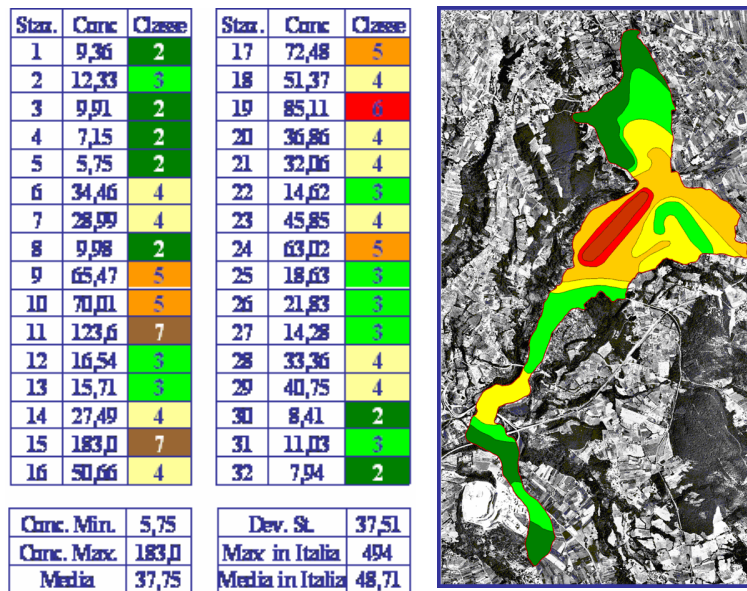 Staz. Conc Classe
1 9,36 2
2 12,33 3
3 9,91 2
4 7,15 2
5 5,75 2
6 34,46 4
7 28,99 4
8 9,98 2
9 65,47 5
10 70,01 5
11 123,6 7
12 16,54 3
13 15,71 3
14 27,49 4
15 183,0 7
16 50,66 4
Staz. Conc Classe
17 72,48 5
18 51,37 4
19 85,11 6
20 36,86 4
21 32,06 4
22 14,62 3
23 45,85 4
24 63,02 5
25 18,63 3
26 21,83 3
27 14,28 3
28 33,36 4
29 40,75 4
30 8,41 2
31 11,03 3
32 7,94 2
Conc. Min. 5,75
Conc. Max. 183,0
Media 37,75
Dev. St. 37,51
Max in Italia 494
Media in Italia 48,71